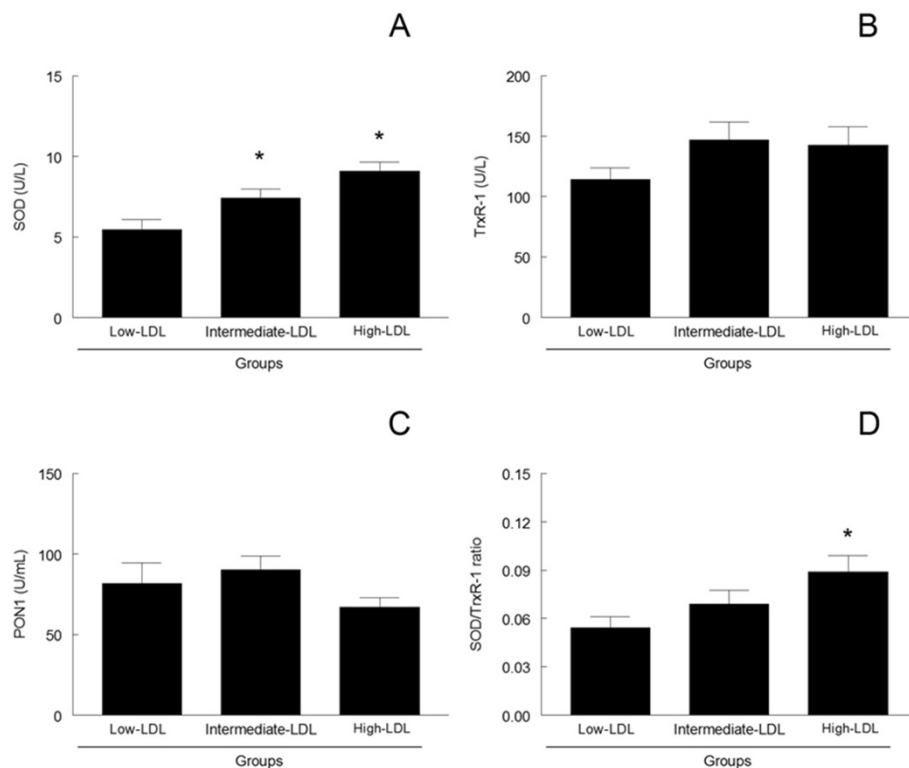 A
SOD (U/L)
15
10
5
0
*
*
Low-LDL Intermediate-LDL High-LDL
Groups
B
TrxR-1 (U/L)
200
150
100
50
0
Low-LDL Intermediate-LDL High-LDL
Groups
C
PON1 (U/mL)
150
100
50
0
Low-LDL Intermediate-LDL High-LDL
Groups
D
SOD/TrxR-1 ratio
0.15
0.12
0.09
0.06
0.03
0.00
*
Low-LDL Intermediate-LDL High-LDL
Groups